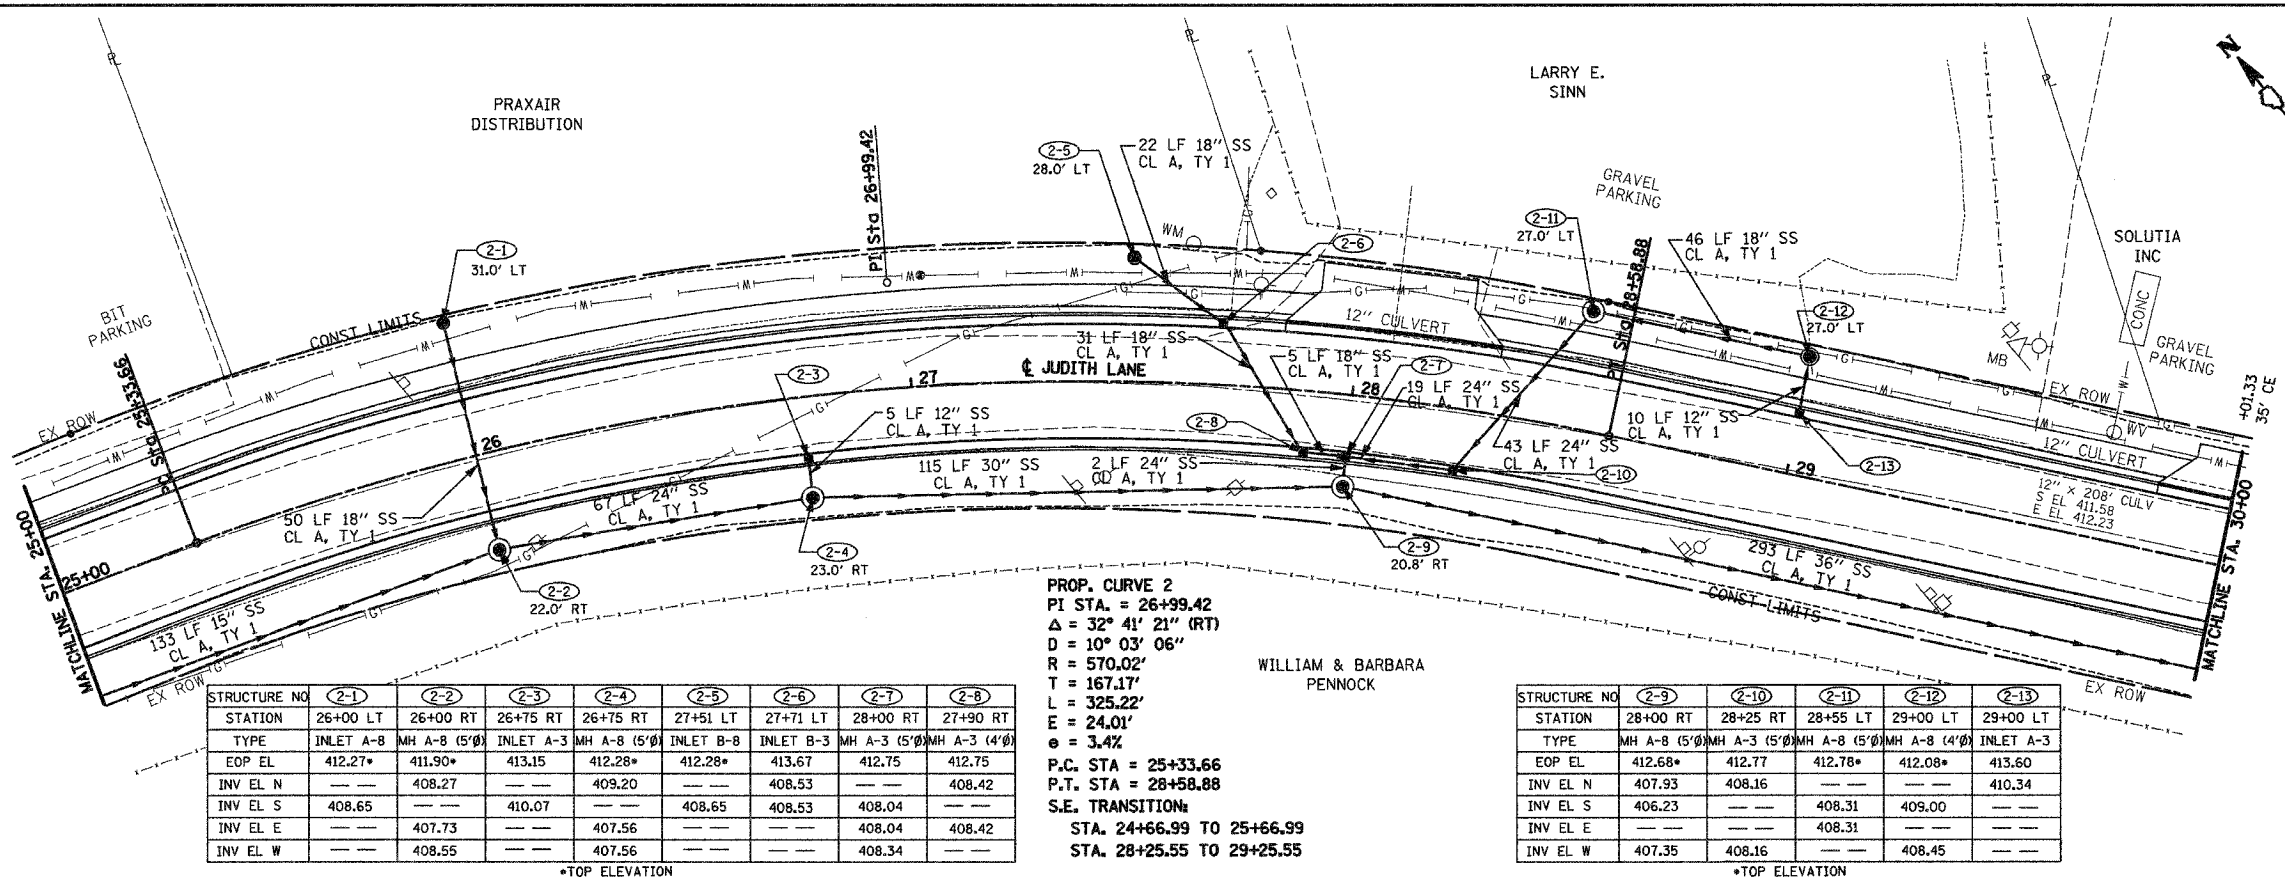 PRAXAIR
DISTRIBUTION
LARRY E.
SINN
N
PI Sta 26+99.42
2-5
28.0' LT
22 LF 18" SS
CL A, TY 1
GRAVEL
PARKING
2-11
27.0' LT
46 LF 18" SS
CL A, TY 1
SOLUTIA
INC
CONC
GRAVEL
PARKING
2-1
31.0' LT
WM
2-6
2-12
27.0' LT
MB
BIT
PARKING
CONST LIMITS
12" CULVERT
31 LF 18" SS
CL A, TY 1
5 LF 18" SS
CL A, TY 1
2-7
19 LF 24" SS
CL A, TY 1
EX ROW
+01.33
35' CE
PC Sta. 25+33.66
2-3
27
℄ JUDITH LANE
28
10 LF 12" SS
CL A, TY 1
WV
12" CULVERT
EX ROW
26
5 LF 12" SS
CL A, TY 1
2-8
43 LF 24" SS
CL A, TY 1
2-10
2-13
29
115 LF 30" SS
CL A, TY 1
2 LF 24" SS
CL A, TY 1
12" X 208' CULV
S EL 411.58
E EL 412.23
50 LF 18" SS
CL A, TY 1
67 LF 24" SS
CL A, TY 1
2-4
23.0' RT
2-9
20.8' RT
293 LF 36" SS
CL A, TY 1
MATCHLINE STA. 25+00
25+00
2-2
22.0' RT
CONST LIMITS
MATCHLINE STA. 30+00
133 LF 15" SS
CL A, TY 1
EX ROW
EX ROW
PROP. CURVE 2
PI STA. = 26+99.42
Δ = 32° 41' 21" (RT)
D = 10° 03' 06"
R = 570.02'
T = 167.17'
L = 325.22'
E = 24.01'
e = 3.4%
P.C. STA = 25+33.66
P.T. STA = 28+58.88
S.E. TRANSITION:
STA. 24+66.99 TO 25+66.99
STA. 28+25.55 TO 29+25.55
WILLIAM & BARBARA
PENNOCK
STRUCTURE NO 2-1 2-2 2-3 2-4 2-5 2-6 2-7 2-8
STATION 26+00 LT 26+00 RT 26+75 RT 26+75 RT 27+51 LT 27+71 LT 28+00 RT 27+90 RT
TYPE INLET A-8 MH A-8 (5'Ø) INLET A-3 MH A-8 (5'Ø) INLET B-8 INLET B-3 MH A-3 (5'Ø) MH A-3 (4'Ø)
EOP EL 412.27* 411.90* 413.15 412.28* 412.28* 413.67 412.75 412.75
INV EL N — — 408.27 — — 409.20 — — 408.53 — — 408.42
INV EL S 408.65 — — 410.07 — — 408.65 408.53 408.04 — —
INV EL E — — 407.73 — — 407.56 — — — — 408.04 408.42
INV EL W — — 408.55 — — 407.56 — — — — 408.34 — —
*TOP ELEVATION
STRUCTURE NO 2-9 2-10 2-11 2-12 2-13
STATION 28+00 RT 28+25 RT 28+55 LT 29+00 LT 29+00 LT
TYPE MH A-8 (5'Ø) MH A-3 (5'Ø) MH A-8 (5'Ø) MH A-8 (4'Ø) INLET A-3
EOP EL 412.68* 412.77 412.78* 412.08* 413.60
INV EL N 407.93 408.16 — — — — 410.34
INV EL S 406.23 — — 408.31 409.00 — —
INV EL E — — — — 408.31 — — — —
INV EL W 407.35 408.16 — — 408.45 — —
*TOP ELEVATION